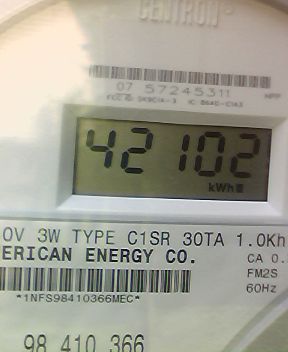 CENTRON
07 57245311
42102
kWh
0V 3W TYPE C1SR 30TA 1.0Kh
ERICAN ENERGY CO. CA 0.
FM2S
*1NFS98410366MEC* 60Hz
98 410 366